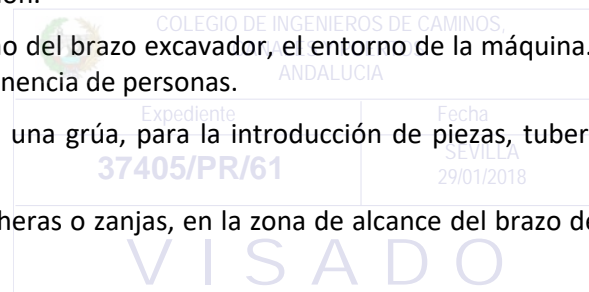 ion.
COLEGIO DE INGENIEROS DE CAMINOS,
no del brazo excavador, el entorno de la máquina.
ANDALUCIA
nencia de personas.
Expediente Fecha
una grúa, para la introducción de piezas, tuber
SEVILLA
37405/PR/61 29/01/2018
heras o zanjas, en la zona de alcance del brazo de
VISADO